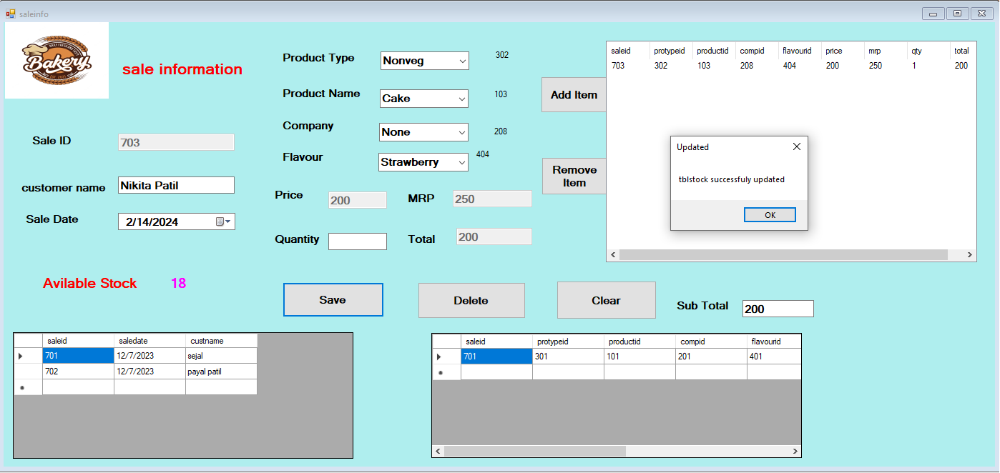 saleinfo
Bakery
sale information
Sale ID 703
customer name Nikita Patil
Sale Date 2/14/2024
Product Type Nonveg 302
Product Name Cake 103
Company None 208
Flavour Strawberry 404
Price 200 MRP 250
Quantity Total 200
Add Item
Remove
Item
saleid protypeid productid compid flavourid price mrp qty total
703 302 103 208 404 200 250 1 200
Updated
tblstock successfuly updated
OK
Avilable Stock 18
Save Delete Clear Sub Total 200
saleid saledate custname
701 12/7/2023 sejal
702 12/7/2023 payal patil
saleid protypeid productid compid flavourid
701 301 101 201 401